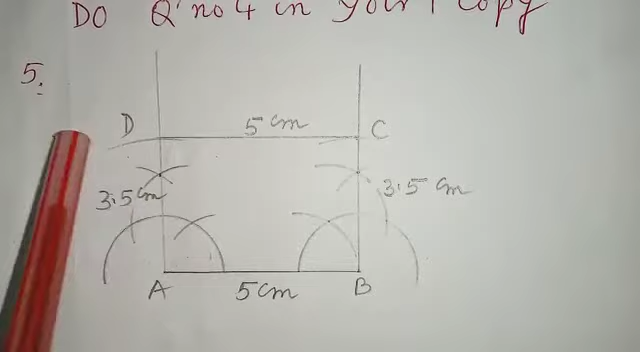 Do Q no 4 in your copy
5.
D 5 cm C
3.5 cm 3.5 cm
A 5 cm B